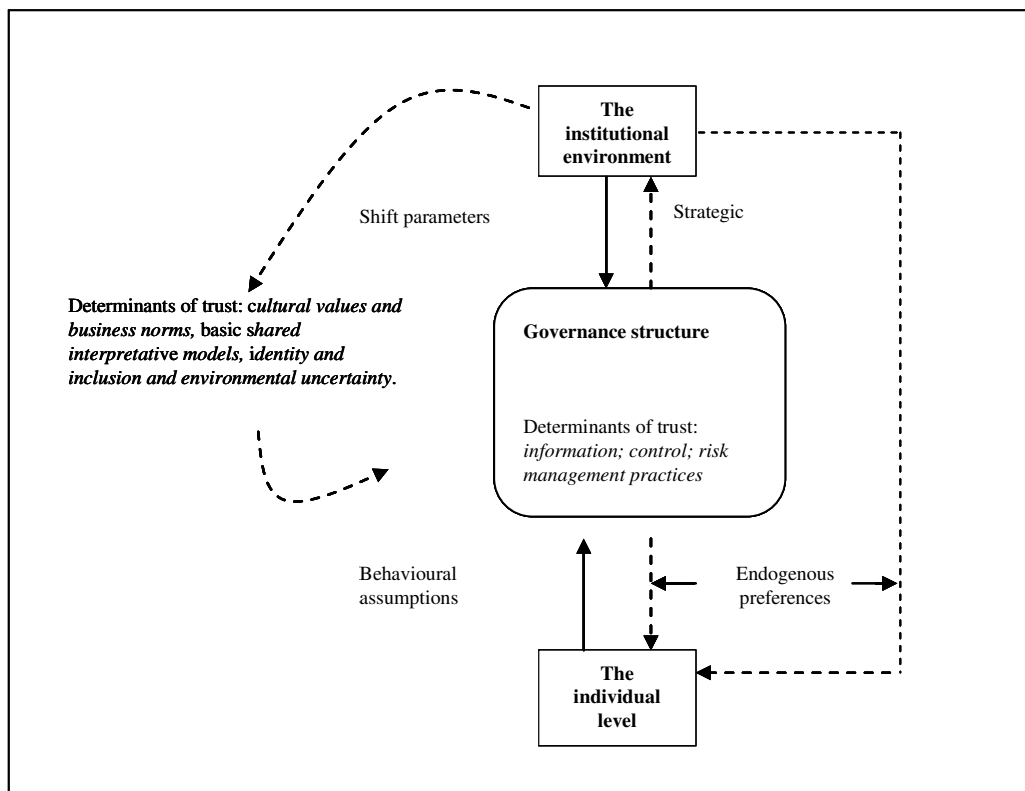 The
institutional
environment
Shift parameters
Strategic
Determinants of trust: cultural values and
business norms, basic shared
interpretative models, identity and
inclusion and environmental uncertainty.
Governance structure
Determinants of trust:
information; control; risk
management practices
Behavioural
assumptions
Endogenous
preferences
The
individual
level